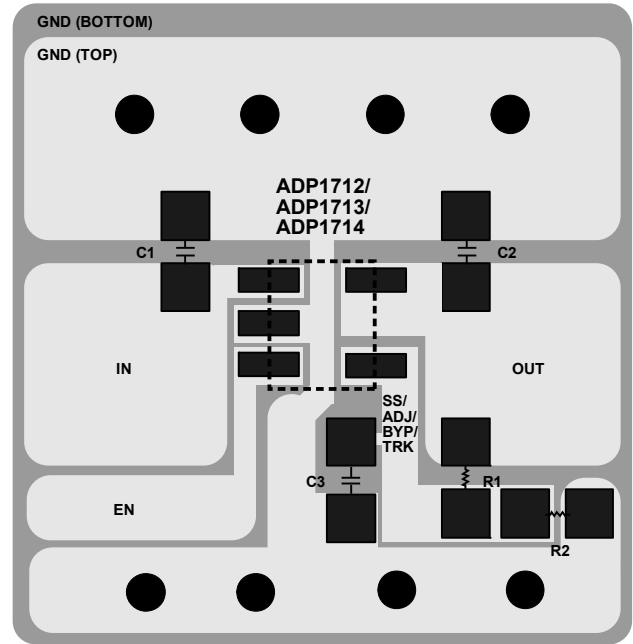 GND (BOTTOM)
GND (TOP)
ADP1712/
ADP1713/
ADP1714
C1
C2
IN
OUT
SS/
ADJ/
BYP/
TRK
C3
R1
EN
R2